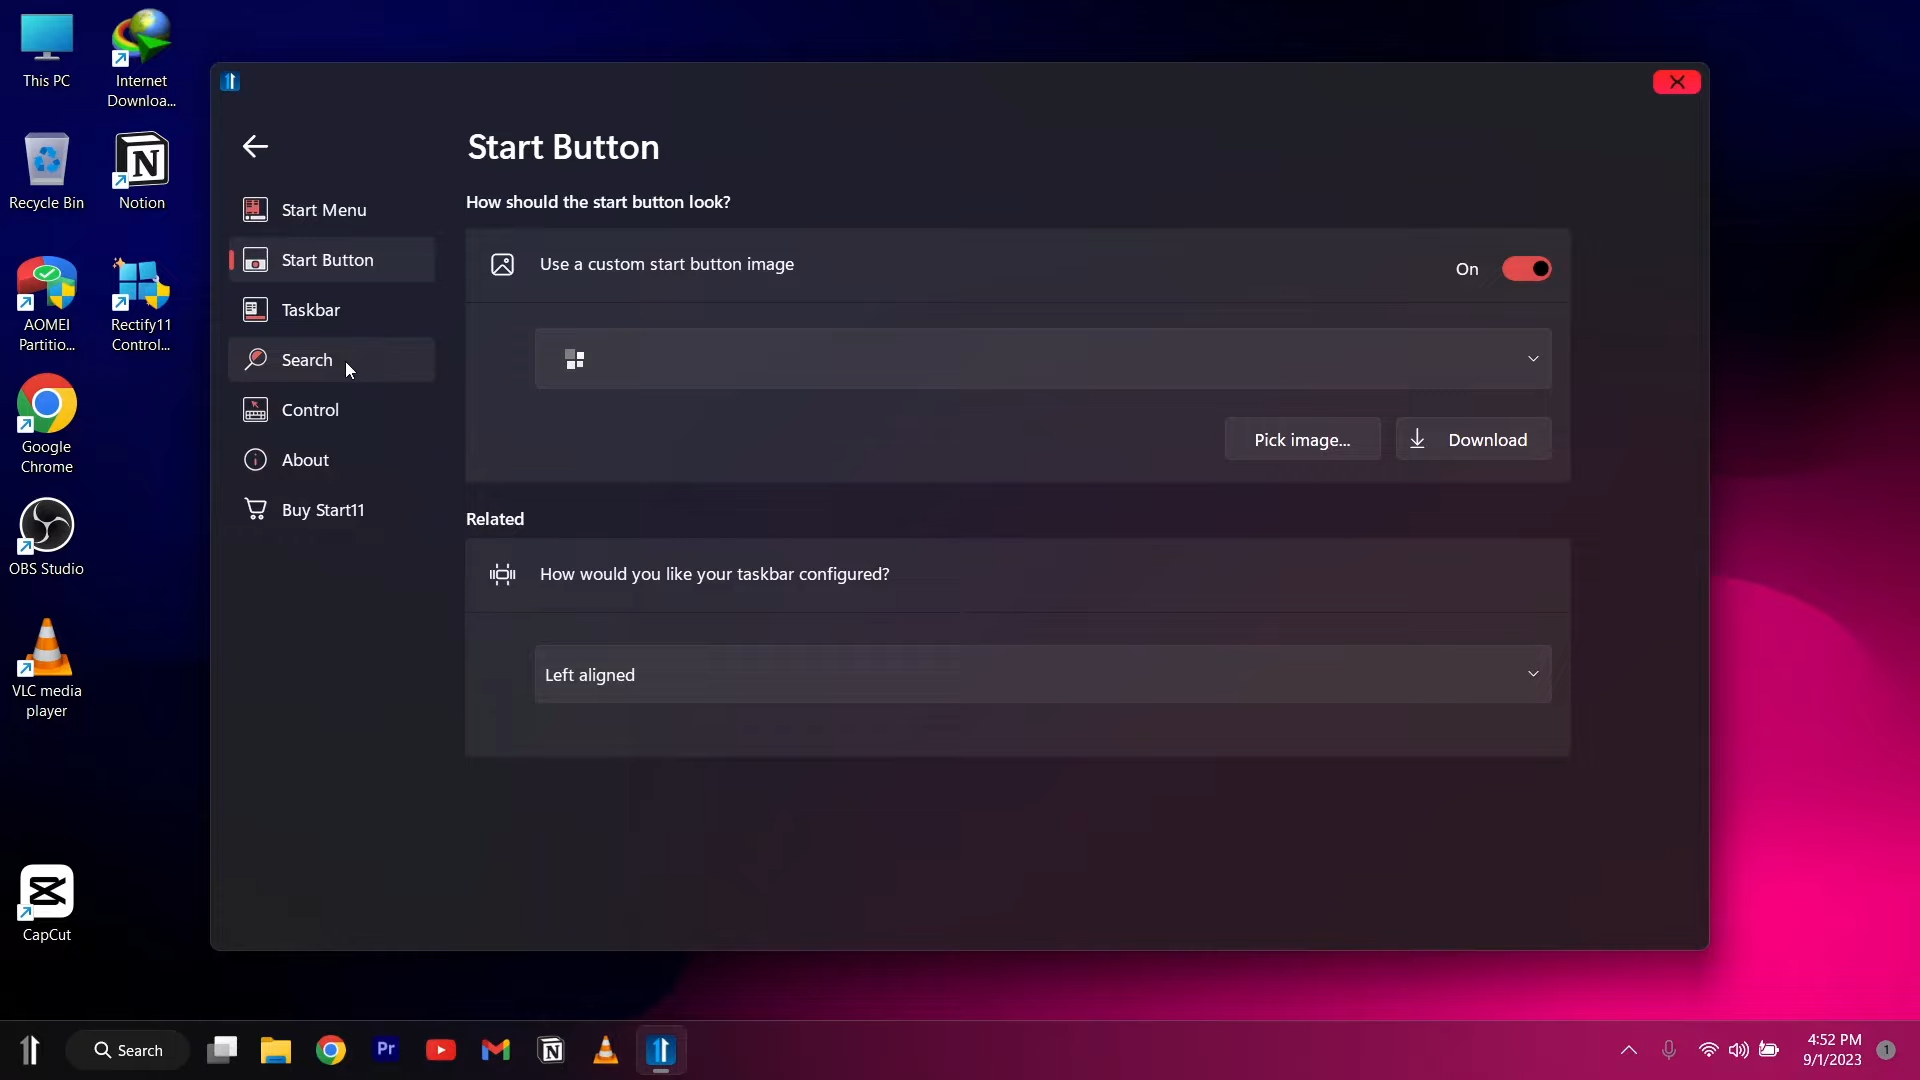 This PC
Internet
Downloa...
Recycle Bin
Notion
AOMEI
Partitio...
Rectify11
Control...
Google
Chrome
OBS Studio
VLC media
player
CapCut
Start Menu
Start Button
Taskbar
Search
Control
About
Buy Start11
Start Button
How should the start button look?
Use a custom start button image
On
Pick image...
Download
Related
How would you like your taskbar configured?
Left aligned
Search
Pr
4:52 PM
9/1/2023
1